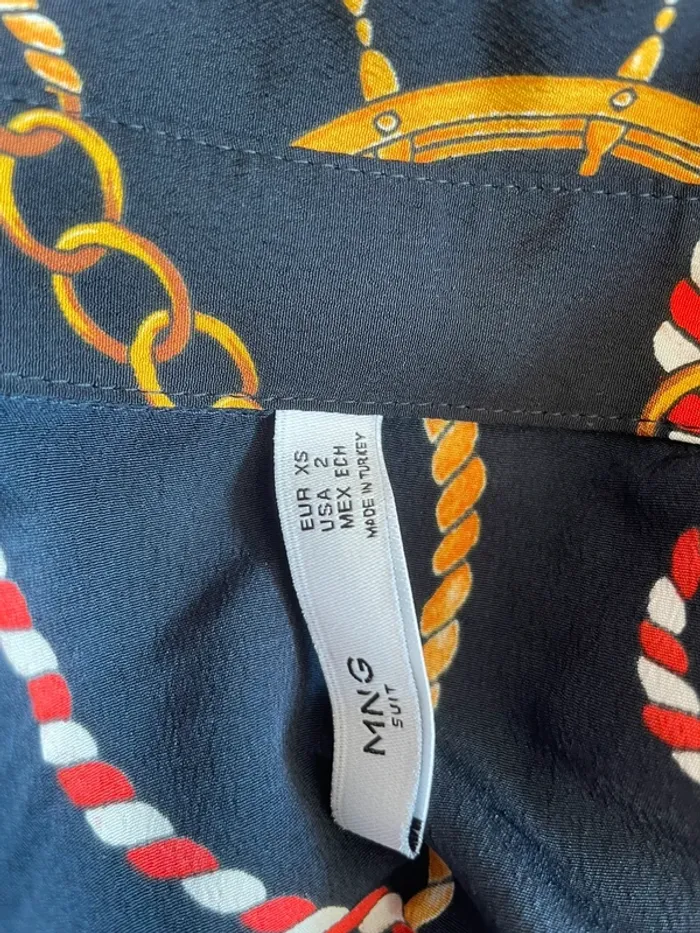 EUR XS
USA 2
MEX ECH
MADE IN TURKEY
MNG
SUIT